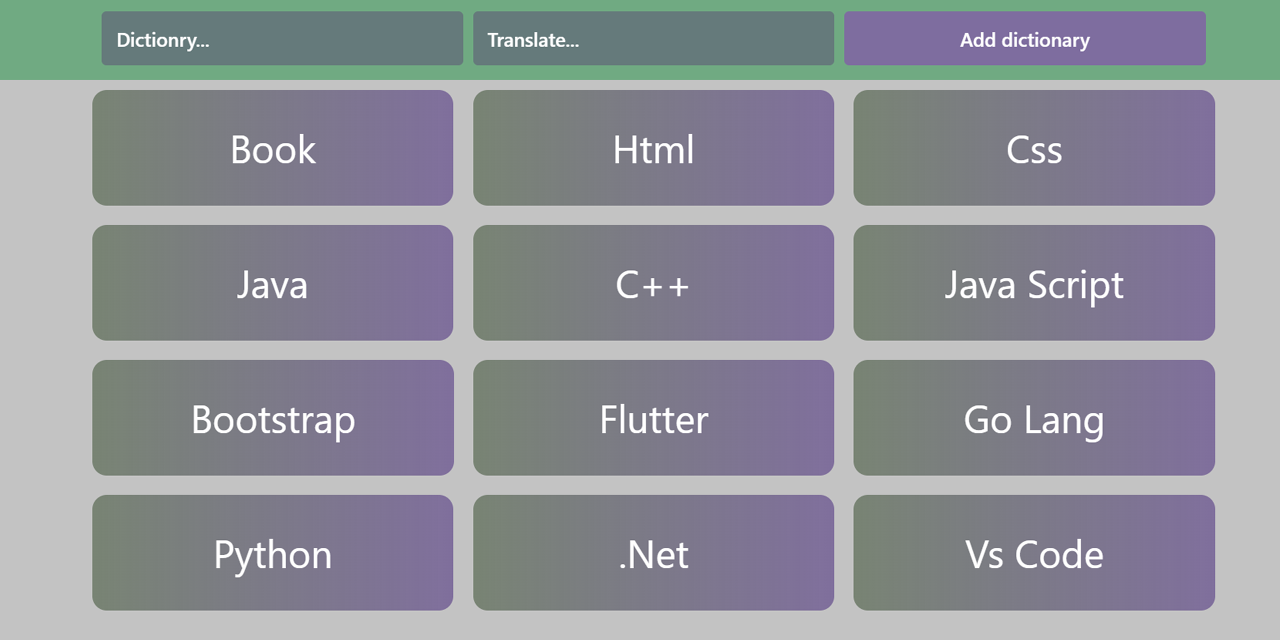 Dictionry...
Translate...
Add dictionary
Book
Html
Css
Java
C++
Java Script
Bootstrap
Flutter
Go Lang
Python
.Net
Vs Code